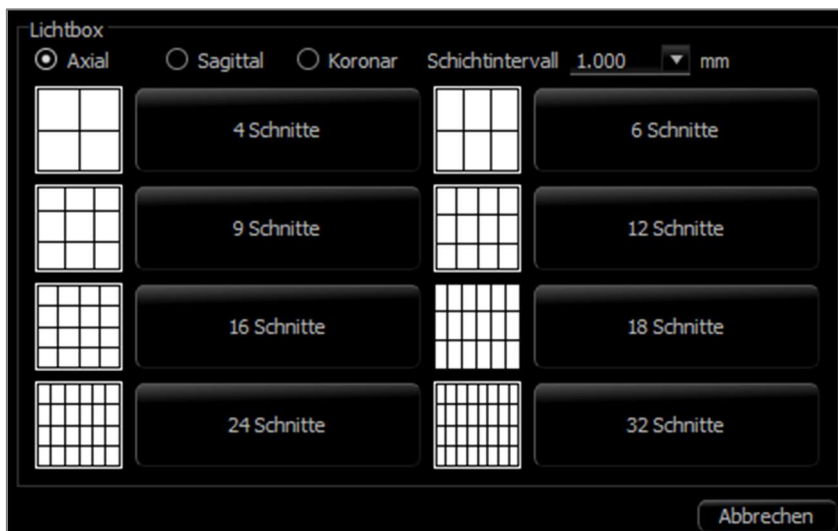 Lichtbox
Axial Sagittal Koronar Schichtintervall 1.000 mm
4 Schnitte 6 Schnitte
9 Schnitte 12 Schnitte
16 Schnitte 18 Schnitte
24 Schnitte 32 Schnitte
Abbrechen